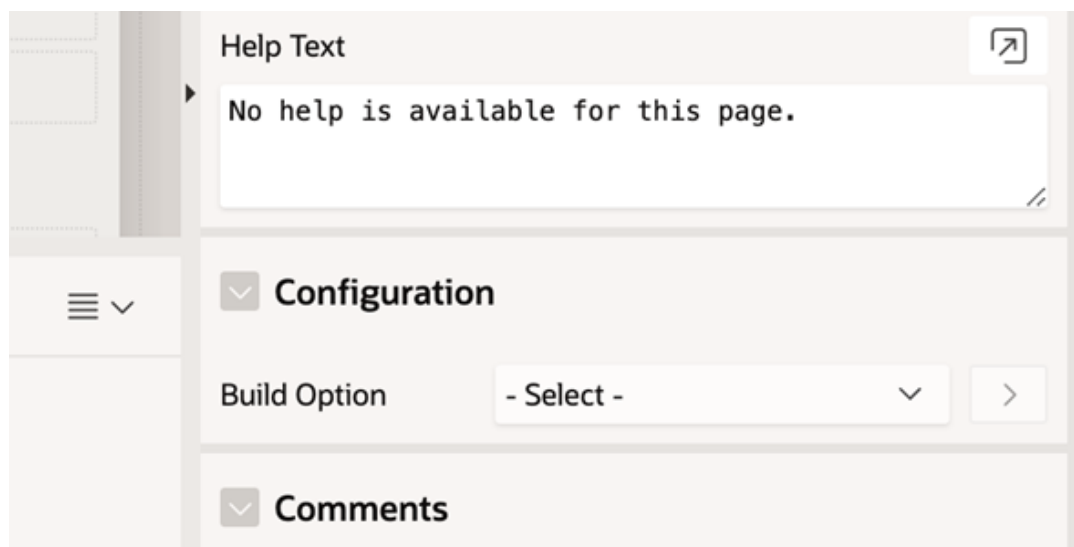 Help Text
No help is available for this page.
Configuration
Build Option
- Select -
Comments